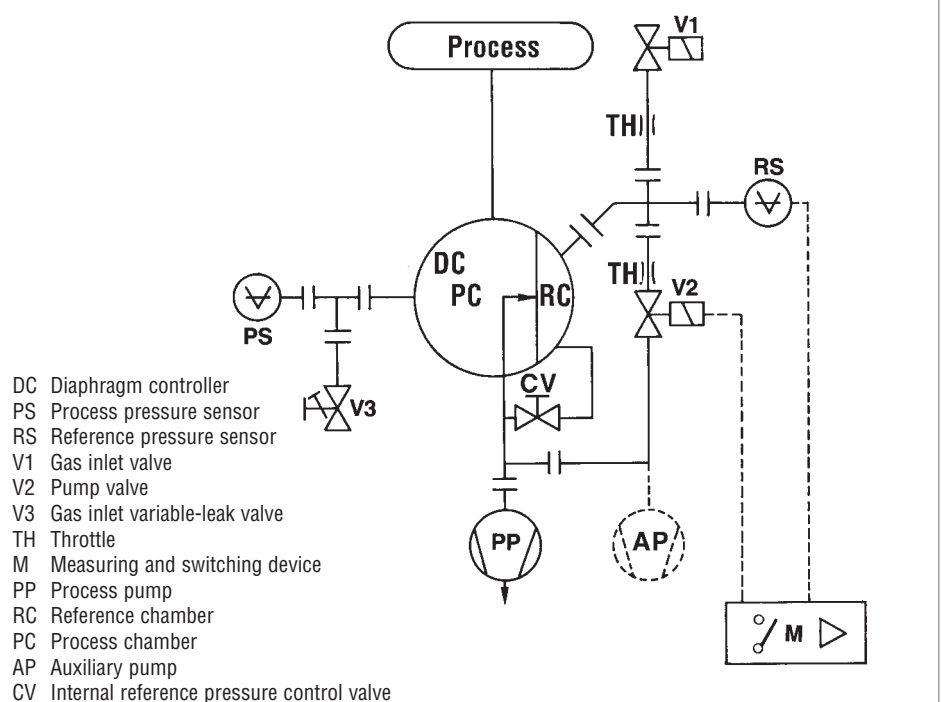 Process
V1
TH
RS
DC
PC
RC
TH
V2
PS
V3
CV
PP
AP
M
DC Diaphragm controller
PS Process pressure sensor
RS Reference pressure sensor
V1 Gas inlet valve
V2 Pump valve
V3 Gas inlet variable-leak valve
TH Throttle
M Measuring and switching device
PP Process pump
RC Reference chamber
PC Process chamber
AP Auxiliary pump
CV Internal reference pressure control valve